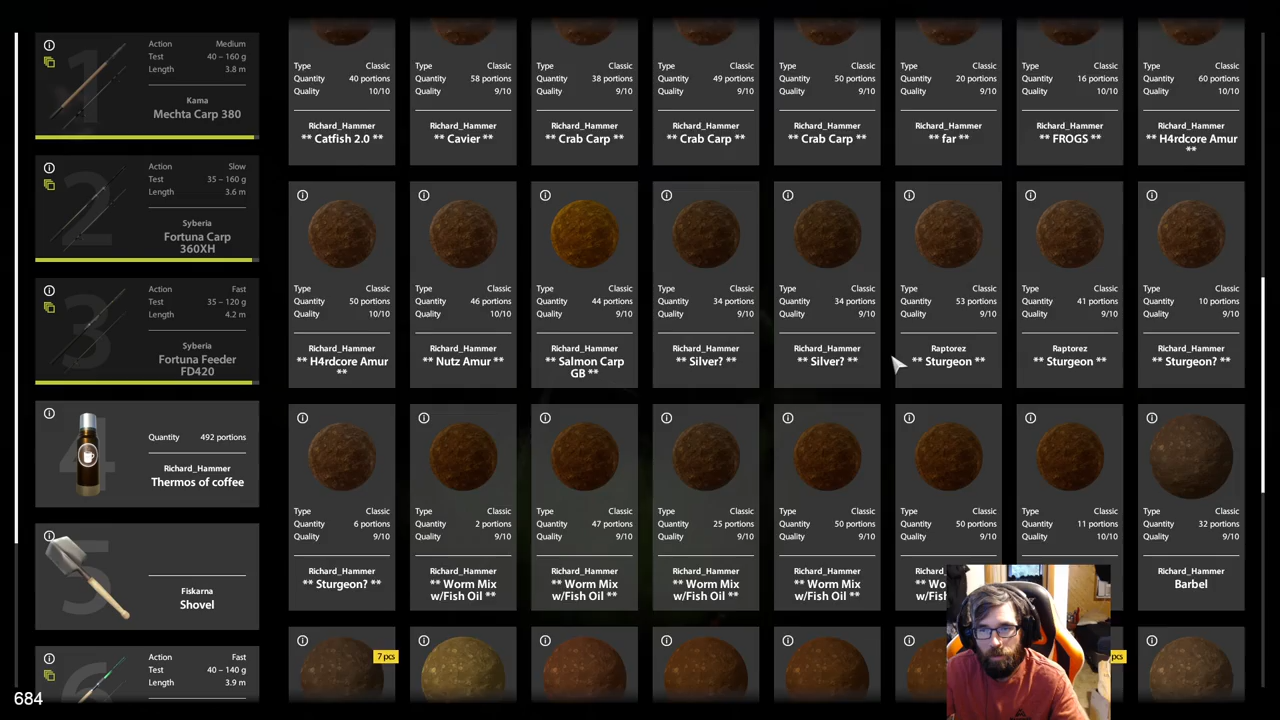 1
Action Medium
Test 40 – 160 g
Length 3.8 m
Kama
Mechta Carp 380
2
Action Slow
Test 35 – 160 g
Length 3.6 m
Syberia
Fortuna Carp
360XH
3
Action Fast
Test 35 – 120 g
Length 4.2 m
Syberia
Fortuna Feeder
FD420
4
Quantity 492 portions
Richard_Hammer
Thermos of coffee
5
Fiskarna
Shovel
6
Action Fast
Test 40 – 140 g
Length 3.9 m
684
Type Classic
Quantity 40 portions
Quality 10/10
Richard_Hammer
** Catfish 2.0 **
Type Classic
Quantity 58 portions
Quality 9/10
Richard_Hammer
** Cavier **
Type Classic
Quantity 38 portions
Quality 9/10
Richard_Hammer
** Crab Carp **
Type Classic
Quantity 49 portions
Quality 9/10
Richard_Hammer
** Crab Carp **
Type Classic
Quantity 50 portions
Quality 9/10
Richard_Hammer
** Crab Carp **
Type Classic
Quantity 20 portions
Quality 9/10
Richard_Hammer
** far **
Type Classic
Quantity 16 portions
Quality 10/10
Richard_Hammer
** FROGS **
Type Classic
Quantity 60 portions
Quality 10/10
Richard_Hammer
** H4rdcore Amur
**
Type Classic
Quantity 50 portions
Quality 10/10
Richard_Hammer
** H4rdcore Amur
**
Type Classic
Quantity 46 portions
Quality 10/10
Richard_Hammer
** Nutz Amur **
Type Classic
Quantity 44 portions
Quality 9/10
Richard_Hammer
** Salmon Carp
GB **
Type Classic
Quantity 34 portions
Quality 9/10
Richard_Hammer
** Silver? **
Type Classic
Quantity 34 portions
Quality 9/10
Richard_Hammer
** Silver? **
Type Classic
Quantity 53 portions
Quality 9/10
Raptorez
** Sturgeon **
Type Classic
Quantity 41 portions
Quality 9/10
Raptorez
** Sturgeon **
Type Classic
Quantity 10 portions
Quality 9/10
Richard_Hammer
** Sturgeon? **
Type Classic
Quantity 6 portions
Quality 9/10
Richard_Hammer
** Sturgeon? **
Type Classic
Quantity 2 portions
Quality 9/10
Richard_Hammer
** Worm Mix
w/Fish Oil **
Type Classic
Quantity 47 portions
Quality 9/10
Richard_Hammer
** Worm Mix
w/Fish Oil **
Type Classic
Quantity 25 portions
Quality 9/10
Richard_Hammer
** Worm Mix
w/Fish Oil **
Type Classic
Quantity 50 portions
Quality 9/10
Richard_Hammer
** Worm Mix
w/Fish Oil **
Type Classic
Quantity 50 portions
Quality 9/10
Type Classic
Quantity 11 portions
Quality 10/10
Type Classic
Quantity 32 portions
Quality 9/10
Richard_Hammer
Barbel
7 pcs
pcs